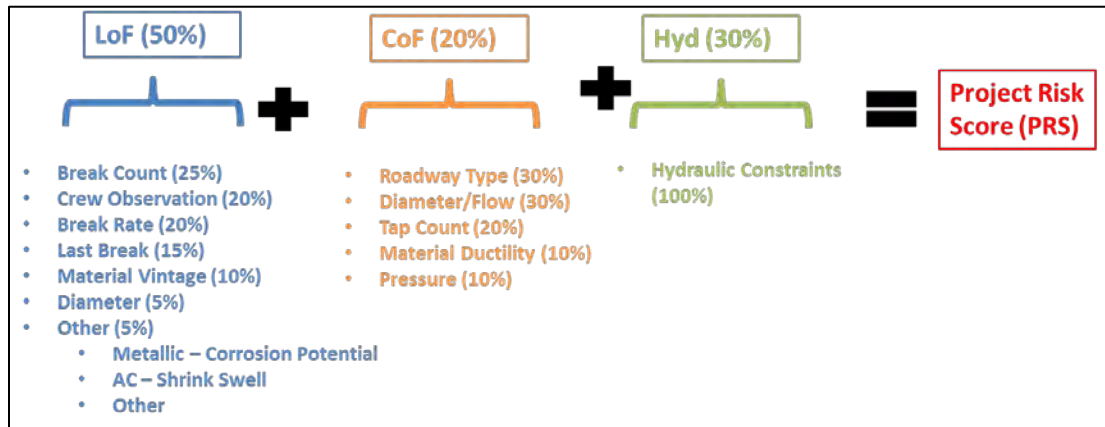 LoF (50%)
CoF (20%)
Hyd (30%)
Project Risk
Score (PRS)
• Break Count (25%)
• Crew Observation (20%)
• Break Rate (20%)
• Last Break (15%)
• Material Vintage (10%)
• Diameter (5%)
• Other (5%)
• Metallic – Corrosion Potential
• AC – Shrink Swell
• Other
• Roadway Type (30%)
• Diameter/Flow (30%)
• Tap Count (20%)
• Material Ductility (10%)
• Pressure (10%)
• Hydraulic Constraints
(100%)